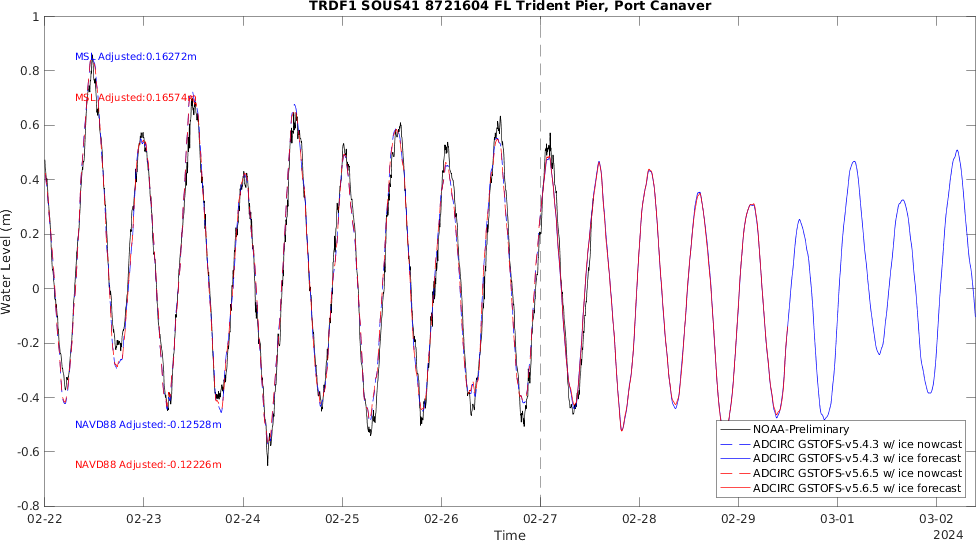 TRDF1 SOUS41 8721604 FL Trident Pier, Port Canaver
1
0.8
0.6
0.4
0.2
0
-0.2
-0.4
-0.6
-0.8
Water Level (m)
MSL Adjusted:0.16272m
MSL Adjusted:0.16574m
NAVD88 Adjusted:-0.12528m
NAVD88 Adjusted:-0.12226m
NOAA-Preliminary
ADCIRC GSTOFS-v5.4.3 w/ ice nowcast
ADCIRC GSTOFS-v5.4.3 w/ ice forecast
ADCIRC GSTOFS-v5.6.5 w/ ice nowcast
ADCIRC GSTOFS-v5.6.5 w/ ice forecast
02-22 02-23 02-24 02-25 02-26 02-27 02-28 02-29 03-01 03-02
Time
2024